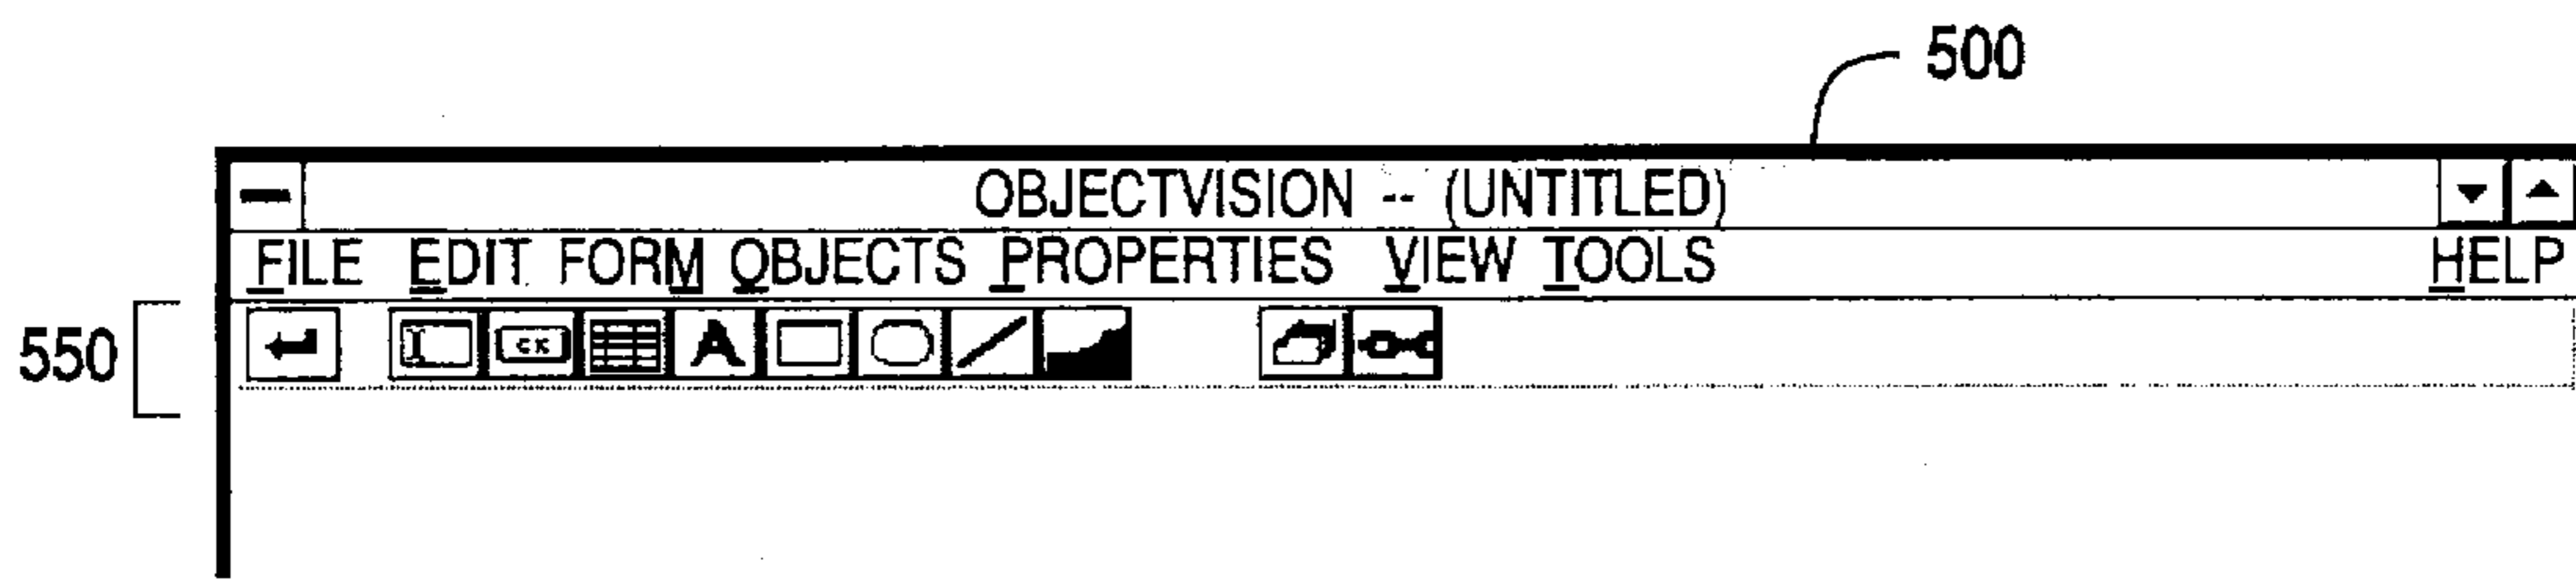 500
OBJECTVISION -- (UNTITLED)
FILE EDIT FORM OBJECTS PROPERTIES VIEW TOOLS HELP
550 I A